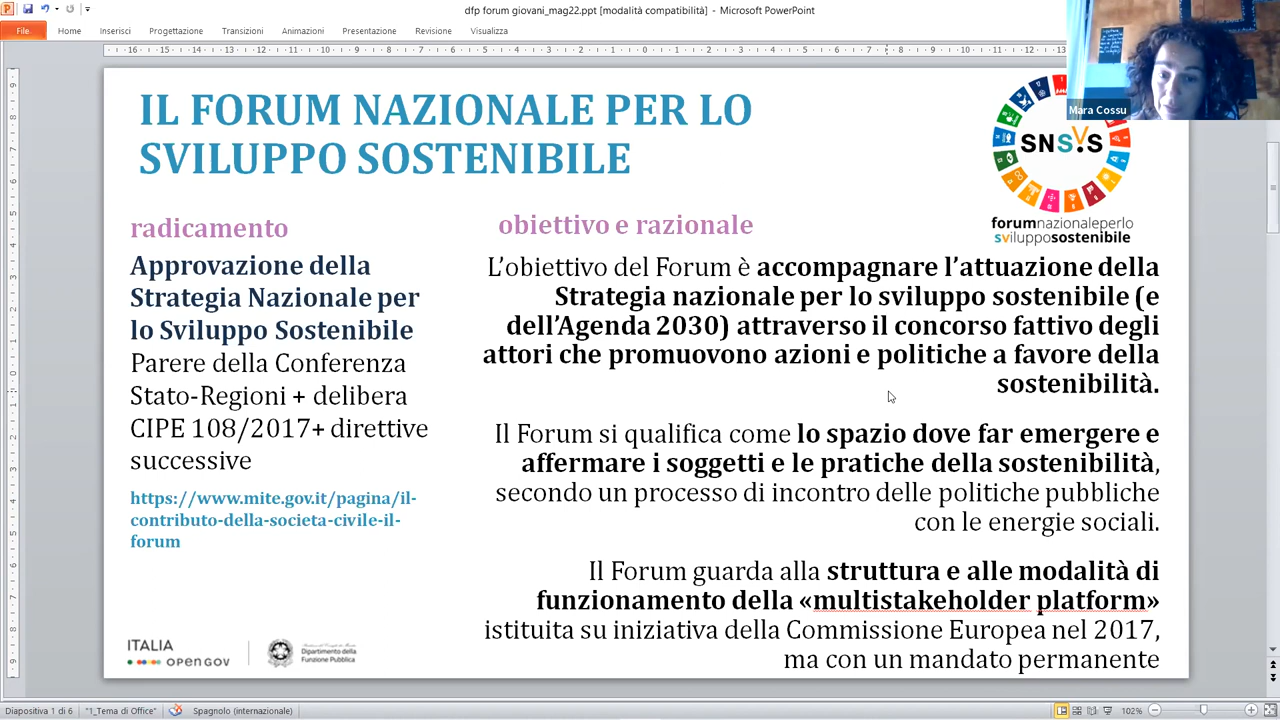 dfp forum giovani_mag22.ppt [modalità compatibilità] - Microsoft PowerPoint
File Home Inserisci Progettazione Transizioni Animazioni Presentazione Revisione Visualizza
Mara Cossu
IL FORUM NAZIONALE PER LO
SVILUPPO SOSTENIBILE
SNSVS
forumnazionaleperlo
svilupposostenibile
radicamento
Approvazione della
Strategia Nazionale per
lo Sviluppo Sostenibile
Parere della Conferenza
Stato-Regioni + delibera
CIPE 108/2017+ direttive
successive
https://www.mite.gov.it/pagina/il-
contributo-della-societa-civile-il-
forum
obiettivo e razionale
L’obiettivo del Forum è accompagnare l’attuazione della
Strategia nazionale per lo sviluppo sostenibile (e
dell’Agenda 2030) attraverso il concorso fattivo degli
attori che promuovono azioni e politiche a favore della
sostenibilità.
Il Forum si qualifica come lo spazio dove far emergere e
affermare i soggetti e le pratiche della sostenibilità,
secondo un processo di incontro delle politiche pubbliche
con le energie sociali.
Il Forum guarda alla struttura e alle modalità di
funzionamento della «multistakeholder platform»
istituita su iniziativa della Commissione Europea nel 2017,
ma con un mandato permanente
ITALIA
OPEN GOV
Dipartimento della
Funzione Pubblica
Diapositiva 1 di 6 "1_Tema di Office" Spagnolo (internazionale) 102%